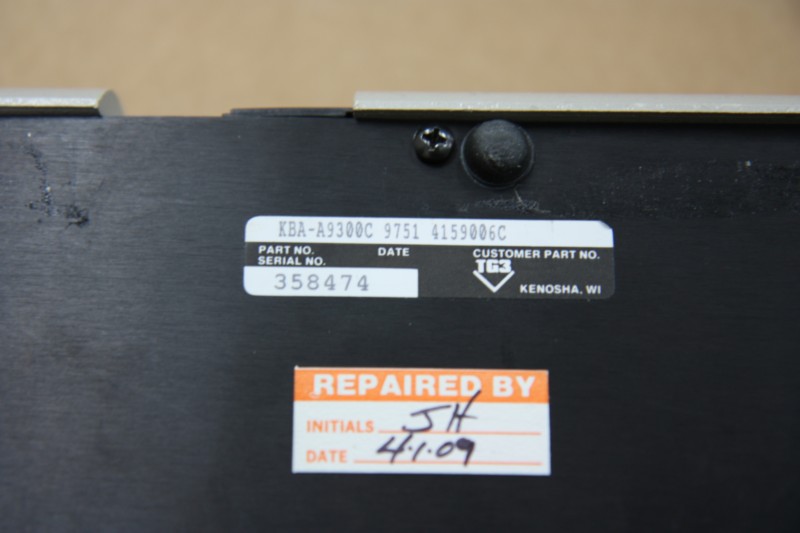 KBA-A9300C 9751 4159006C
PART NO. DATE CUSTOMER PART NO.
SERIAL NO.
TG3
358474
KENOSHA, WI
REPAIRED BY
INITIALS JH
DATE 4.1.09